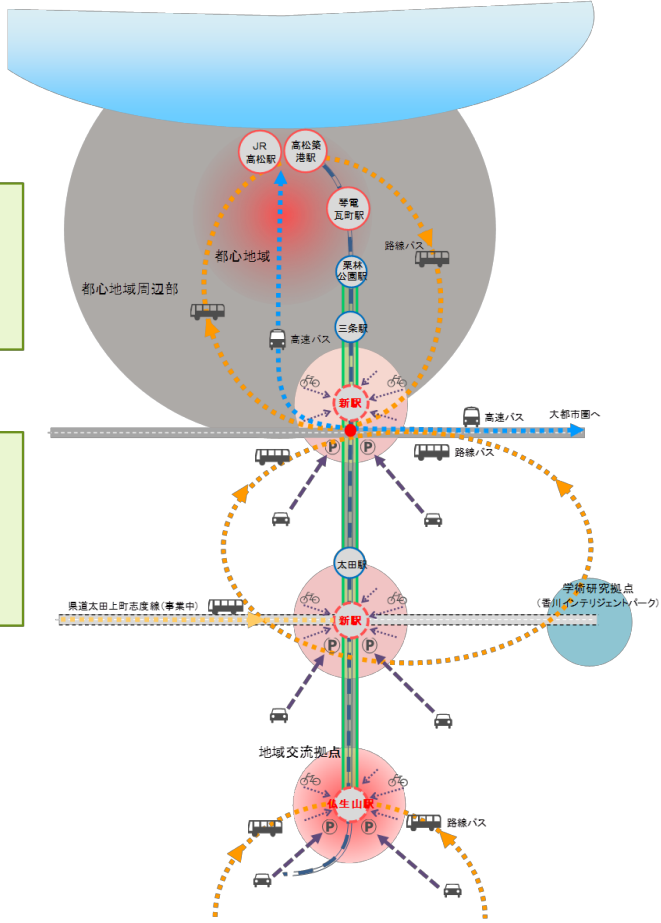 JR
高松駅
高松築
港駅
琴電
瓦町駅
路線バス
都心地域
栗林
公園駅
都心地域周辺部
三条駅
高速バス
新駅
高速バス
大都市圏へ
P
P
路線バス
太田駅
学術研究拠点
(香川インテリジェントパーク)
県道太田上町志度線(事業中)
新駅
P
P
地域交流拠点
仏生山駅
路線バス
P
P